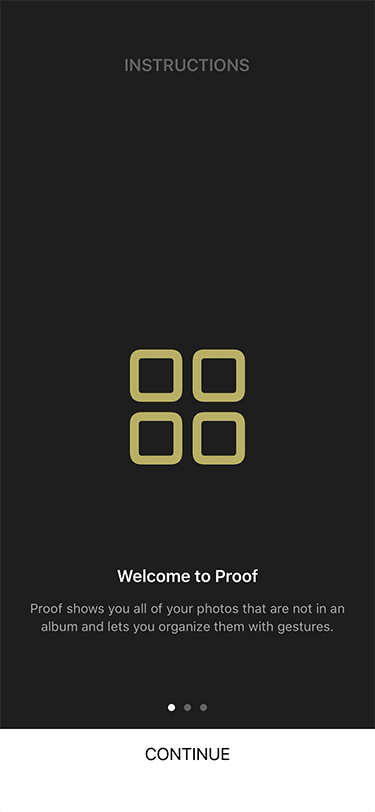 INSTRUCTIONS
Welcome to Proof
Proof shows you all of your photos that are not in an
album and lets you organize them with gestures.
CONTINUE